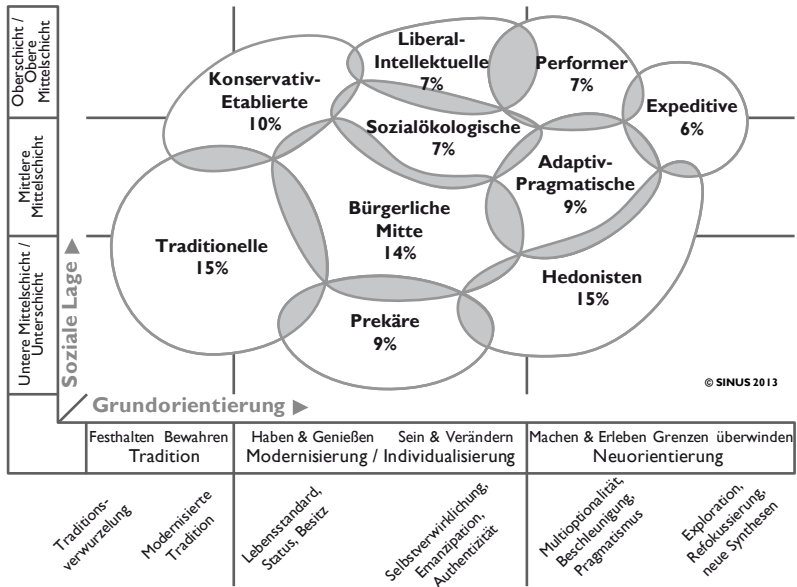 Oberschicht /
Obere
Mittelschicht
Mittlere
Mittelschicht
Untere Mittelschicht /
Unterschicht
Soziale Lage ▶
Konservativ-
Etablierte
10%
Liberal-
Intellektuelle
7%
Performer
7%
Expeditive
6%
Sozialökologische
7%
Adaptiv-
Pragmatische
9%
Traditionelle
15%
Bürgerliche
Mitte
14%
Hedonisten
15%
Prekäre
9%
© SINUS 2013
Grundorientierung ▶
Festhalten Bewahren
Tradition
Haben & Genießen Sein & Verändern
Modernisierung / Individualisierung
Machen & Erleben Grenzen überwinden
Neuorientierung
Traditions-
verwurzelung
Modernisierte
Tradition
Lebensstandard,
Status, Besitz
Selbstverwirklichung,
Emanzipation,
Authentizität
Multioptionalität,
Beschleunigung,
Pragmatismus
Exploration,
Refokussierung,
neue Synthesen